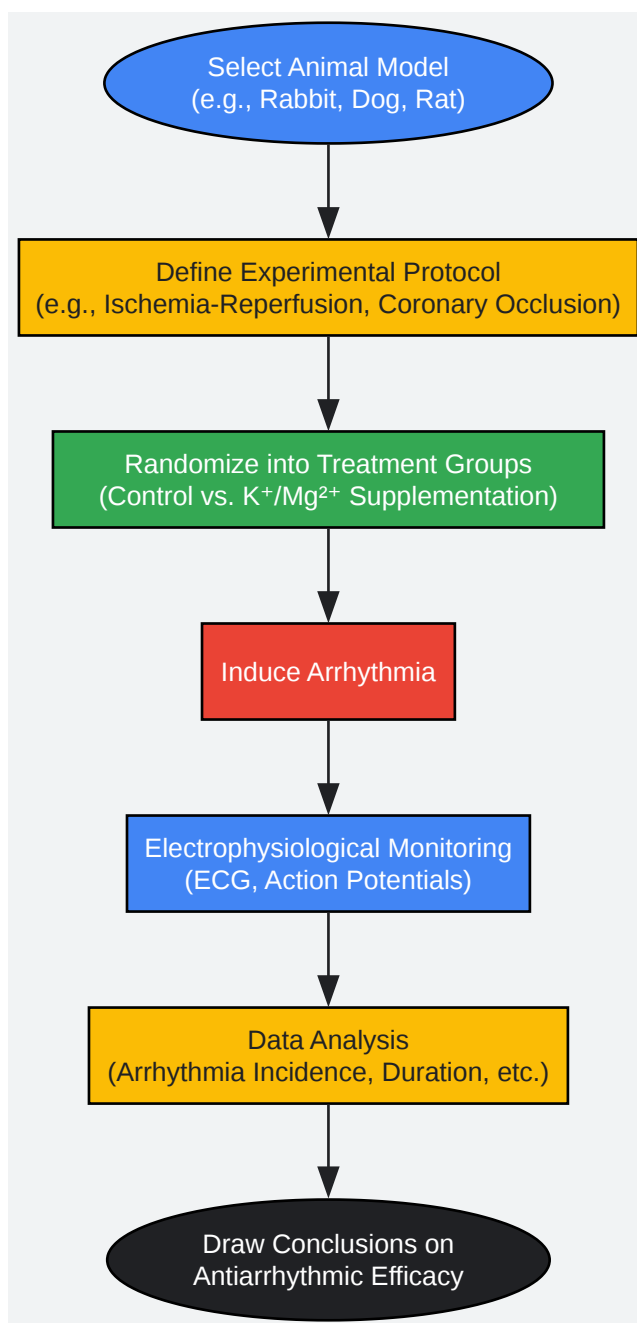 Select Animal Model
(e.g., Rabbit, Dog, Rat)
Define Experimental Protocol
(e.g., Ischemia-Reperfusion, Coronary Occlusion)
Randomize into Treatment Groups
(Control vs. K⁺/Mg²⁺ Supplementation)
Induce Arrhythmia
Electrophysiological Monitoring
(ECG, Action Potentials)
Data Analysis
(Arrhythmia Incidence, Duration, etc.)
Draw Conclusions on
Antiarrhythmic Efficacy